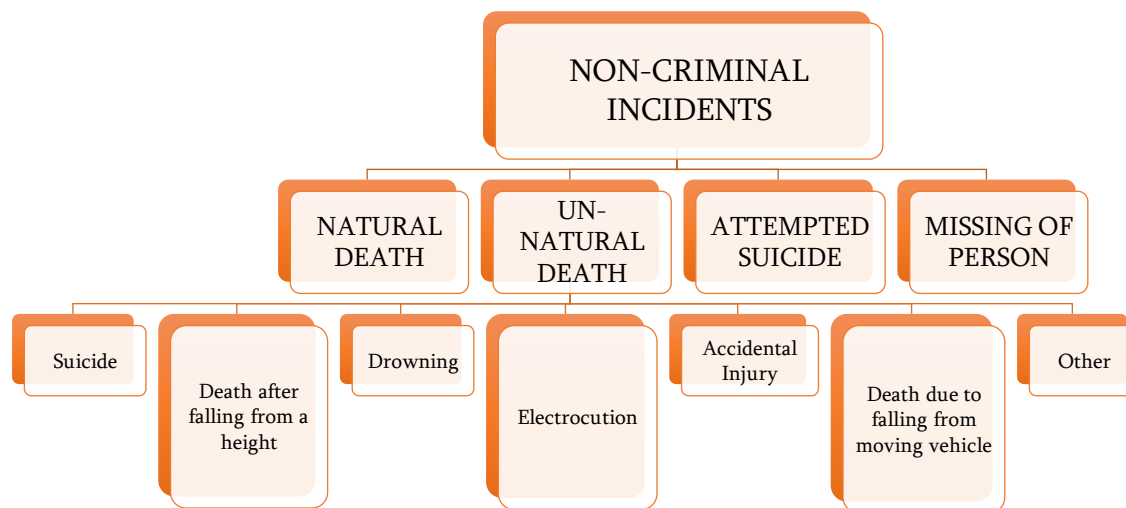 NON-CRIMINAL
INCIDENTS
NATURAL
DEATH
UN-
NATURAL
DEATH
ATTEMPTED
SUICIDE
MISSING OF
PERSON
Suicide
Death after
falling from a
height
Drowning
Electrocution
Accidental
Injury
Death due to
falling from
moving vehicle
Other